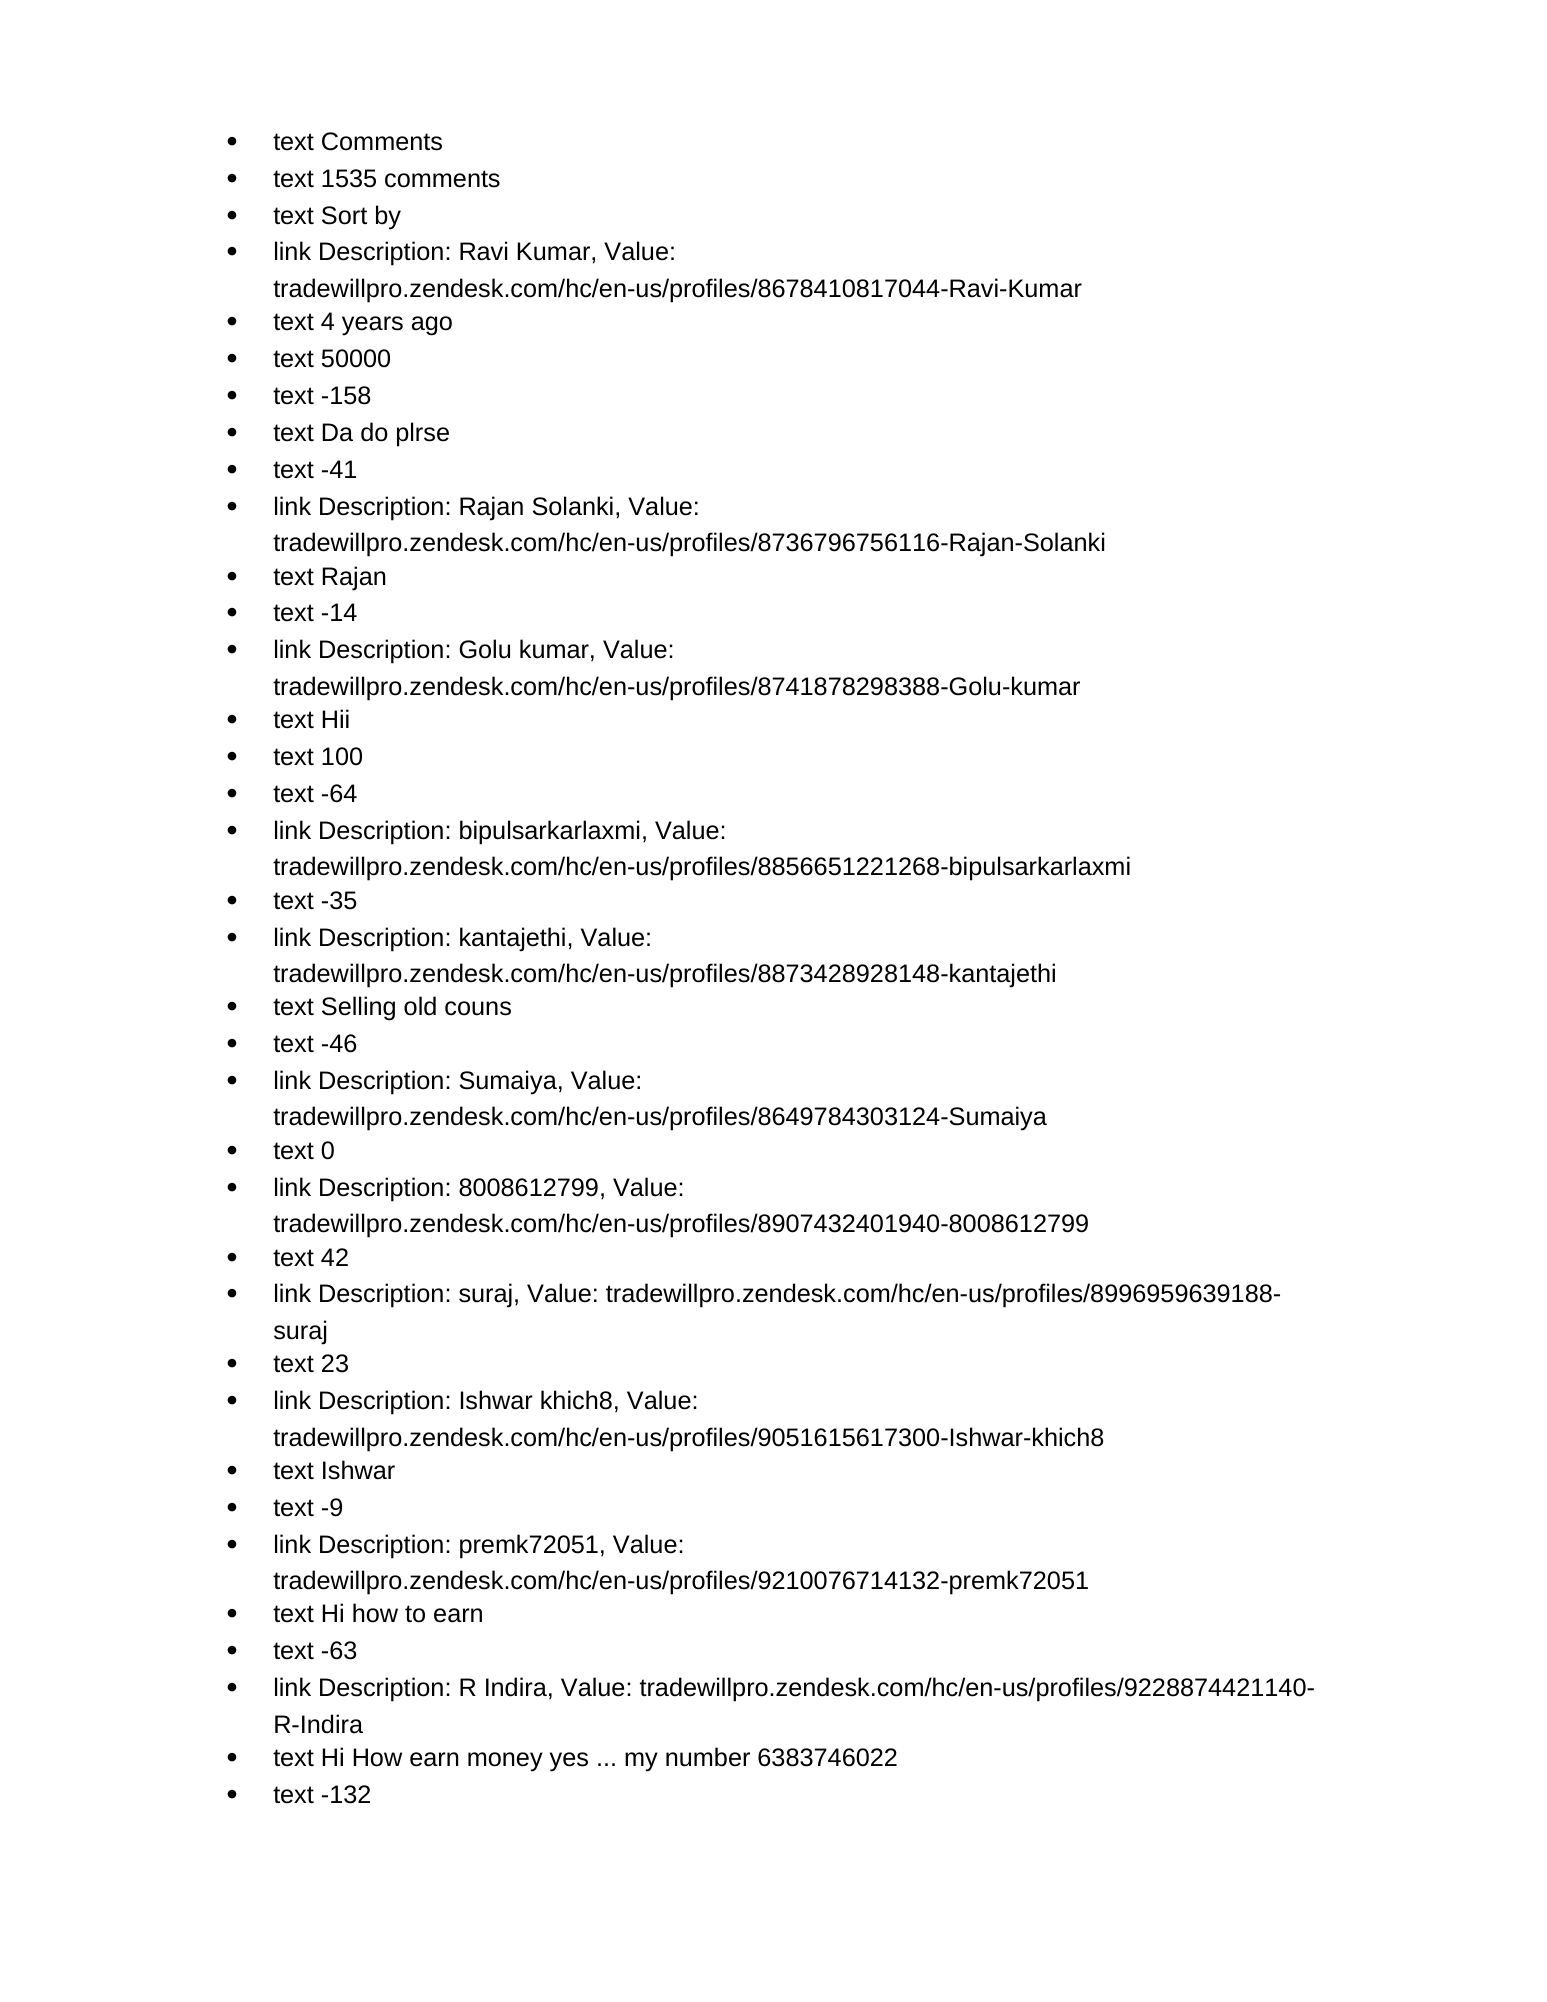 • text Comments
• text 1535 comments
• text Sort by
• link Description: Ravi Kumar, Value:
tradewillpro.zendesk.com/hc/en-us/profiles/8678410817044-Ravi-Kumar
• text 4 years ago
• text 50000
• text -158
• text Da do plrse
• text -41
• link Description: Rajan Solanki, Value:
tradewillpro.zendesk.com/hc/en-us/profiles/8736796756116-Rajan-Solanki
• text Rajan
• text -14
• link Description: Golu kumar, Value:
tradewillpro.zendesk.com/hc/en-us/profiles/8741878298388-Golu-kumar
• text Hii
• text 100
• text -64
• link Description: bipulsarkarlaxmi, Value:
tradewillpro.zendesk.com/hc/en-us/profiles/8856651221268-bipulsarkarlaxmi
• text -35
• link Description: kantajethi, Value:
tradewillpro.zendesk.com/hc/en-us/profiles/8873428928148-kantajethi
• text Selling old couns
• text -46
• link Description: Sumaiya, Value:
tradewillpro.zendesk.com/hc/en-us/profiles/8649784303124-Sumaiya
• text 0
• link Description: 8008612799, Value:
tradewillpro.zendesk.com/hc/en-us/profiles/8907432401940-8008612799
• text 42
• link Description: suraj, Value: tradewillpro.zendesk.com/hc/en-us/profiles/8996959639188-
suraj
• text 23
• link Description: Ishwar khich8, Value:
tradewillpro.zendesk.com/hc/en-us/profiles/9051615617300-Ishwar-khich8
• text Ishwar
• text -9
• link Description: premk72051, Value:
tradewillpro.zendesk.com/hc/en-us/profiles/9210076714132-premk72051
• text Hi how to earn
• text -63
• link Description: R Indira, Value: tradewillpro.zendesk.com/hc/en-us/profiles/9228874421140-
R-Indira
• text Hi How earn money yes ... my number 6383746022
• text -132